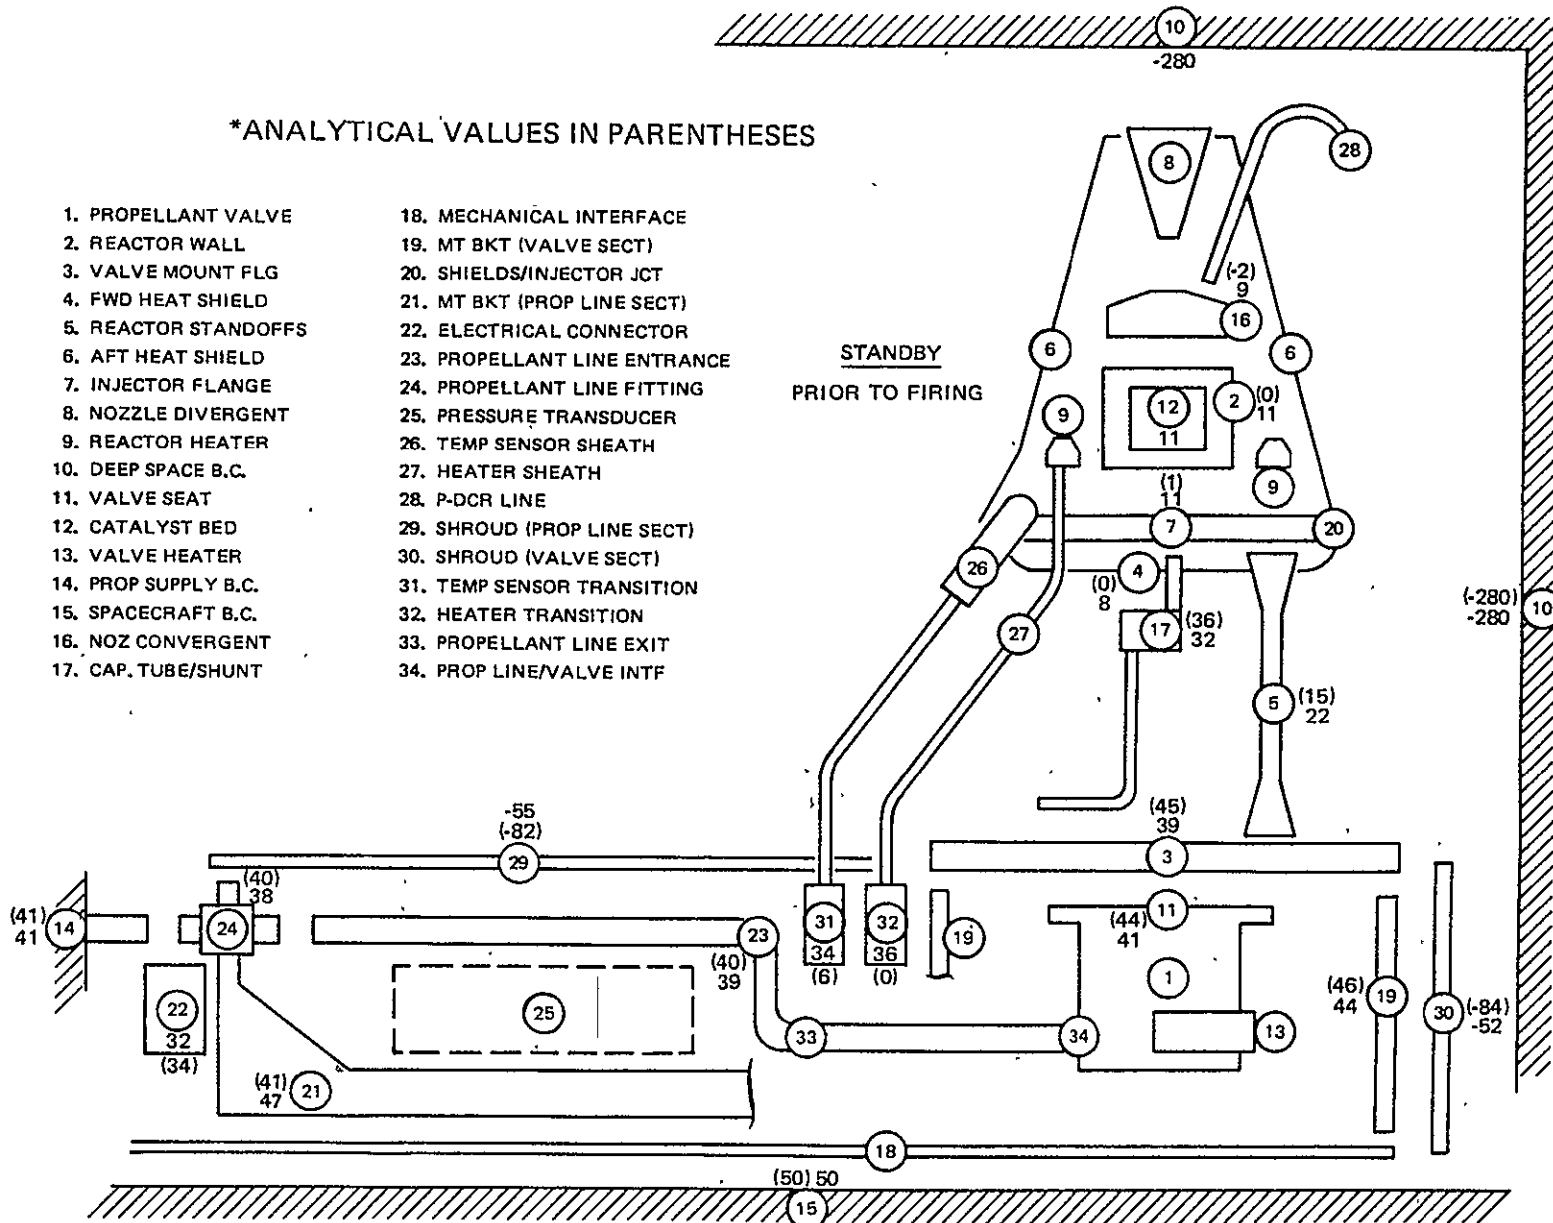 10
-280
*ANALYTICAL VALUES IN PARENTHESES
28
8
1. PROPELLANT VALVE
2. REACTOR WALL
3. VALVE MOUNT FLG
4. FWD HEAT SHIELD
5. REACTOR STANDOFFS
6. AFT HEAT SHIELD
7. INJECTOR FLANGE
8. NOZZLE DIVERGENT
9. REACTOR HEATER
10. DEEP SPACE B.C.
11. VALVE SEAT
12. CATALYST BED
13. VALVE HEATER
14. PROP SUPPLY B.C.
15. SPACECRAFT B.C.
16. NOZ CONVERGENT
17. CAP. TUBE/SHUNT
18. MECHANICAL INTERFACE
19. MT BKT (VALVE SECT)
20. SHIELDS/INJECTOR JCT
21. MT BKT (PROP LINE SECT)
22. ELECTRICAL CONNECTOR
23. PROPELLANT LINE ENTRANCE
24. PROPELLANT LINE FITTING
25. PRESSURE TRANSDUCER
26. TEMP SENSOR SHEATH
27. HEATER SHEATH
28. P-DCR LINE
29. SHROUD (PROP LINE SECT)
30. SHROUD (VALVE SECT)
31. TEMP SENSOR TRANSITION
32. HEATER TRANSITION
33. PROPELLANT LINE EXIT
34. PROP LINE/VALVE INTF
STANDBY
PRIOR TO FIRING
(-2)
9
16
6
6
12
11
2
(0)
11
9
9
(1)
11
7
20
26
4
(0)
8
17
(36)
32
27
(-280)
-280
10
5
(15)
22
-55
(-82)
29
(45)
39
3
(40)
38
(41)
41
14
24
23
(40)
39
31
34
(6)
32
36
(0)
19
11
(44)
41
1
22
32
(34)
25
33
34
13
(46)
44
19
30
(-84)
-52
(41)
47
21
18
(50) 50
15